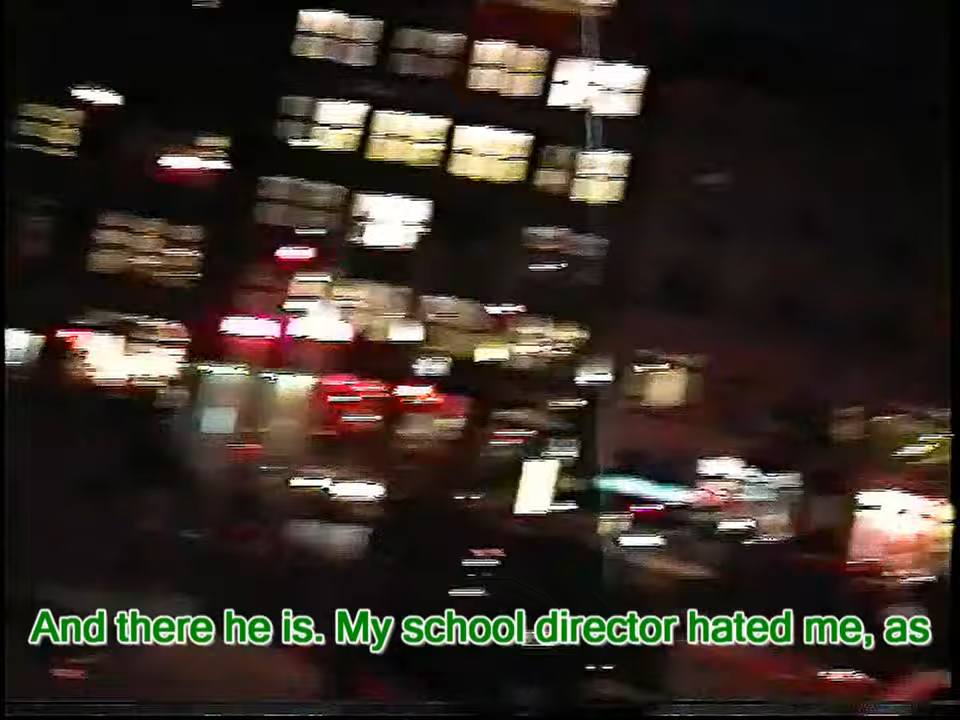 And there he is. My school director hated me, as